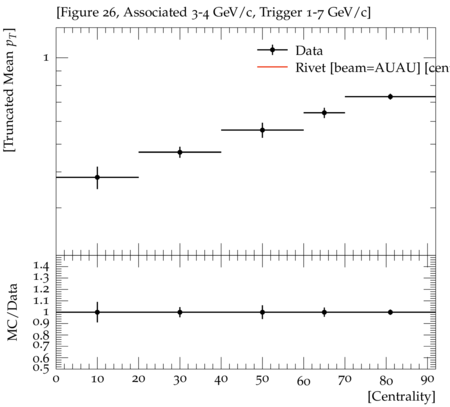 [Figure 26, Associated 3-4 GeV/c, Trigger 1-7 GeV/c]
[Truncated Mean pT]
1
Data
Rivet [beam=AUAU] [cen
MC/Data
1.4
1.3
1.2
1.1
1
0.9
0.8
0.7
0.6
0.5
0 10 20 30 40 50 60 70 80 90
[Centrality]